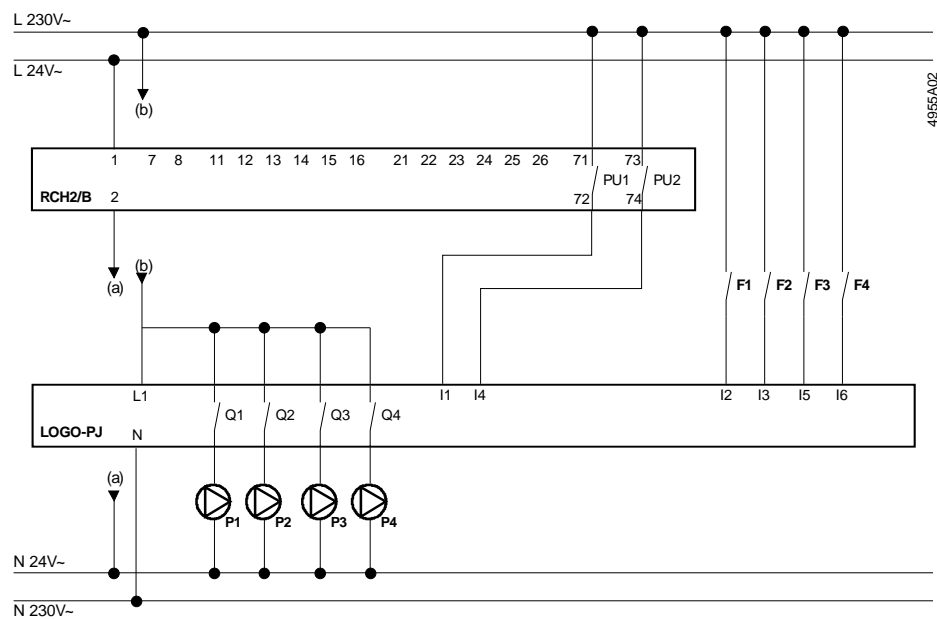 L 230V~
L 24V~
4955A02
(b)
1 7 8 11 12 13 14 15 16 21 22 23 24 25 26 71 73
PU1 PU2
RCH2/B 2 72 74
(a) (b)
F1 F2 F3 F4
L1 I1 I4 I2 I3 I5 I6
Q1 Q2 Q3 Q4
LOGO-PJ N
(a)
P1 P2 P3 P4
N 24V~
N 230V~